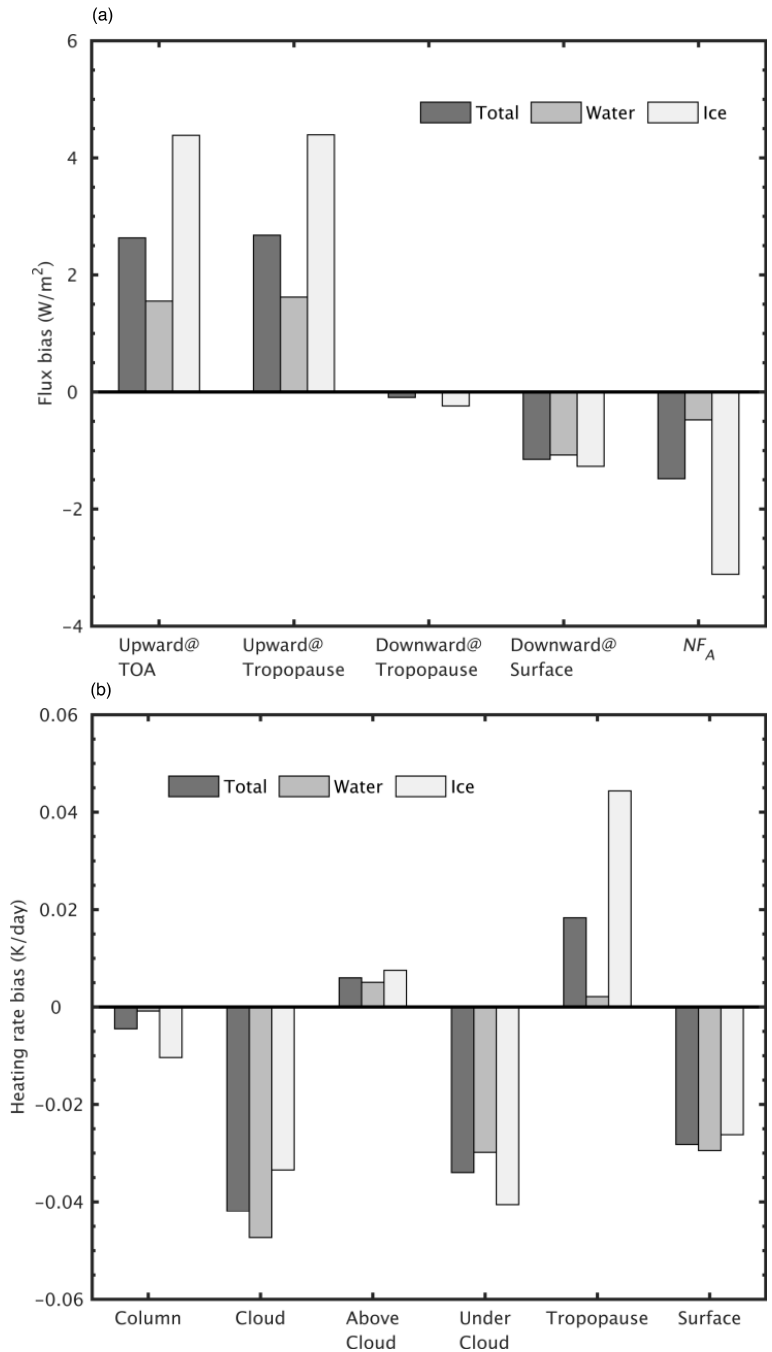 (a)
6
4
2
0
−2
−4
Flux bias (W/m2)
Total Water Ice
Upward@ Upward@ Downward@ Downward@ NFA
TOA Tropopause Tropopause Surface
(b)
0.06
0.04
0.02
0
−0.02
−0.04
−0.06
Heating rate bias (K/day)
Total Water Ice
Column Cloud Above Under Tropopause Surface
Cloud Cloud